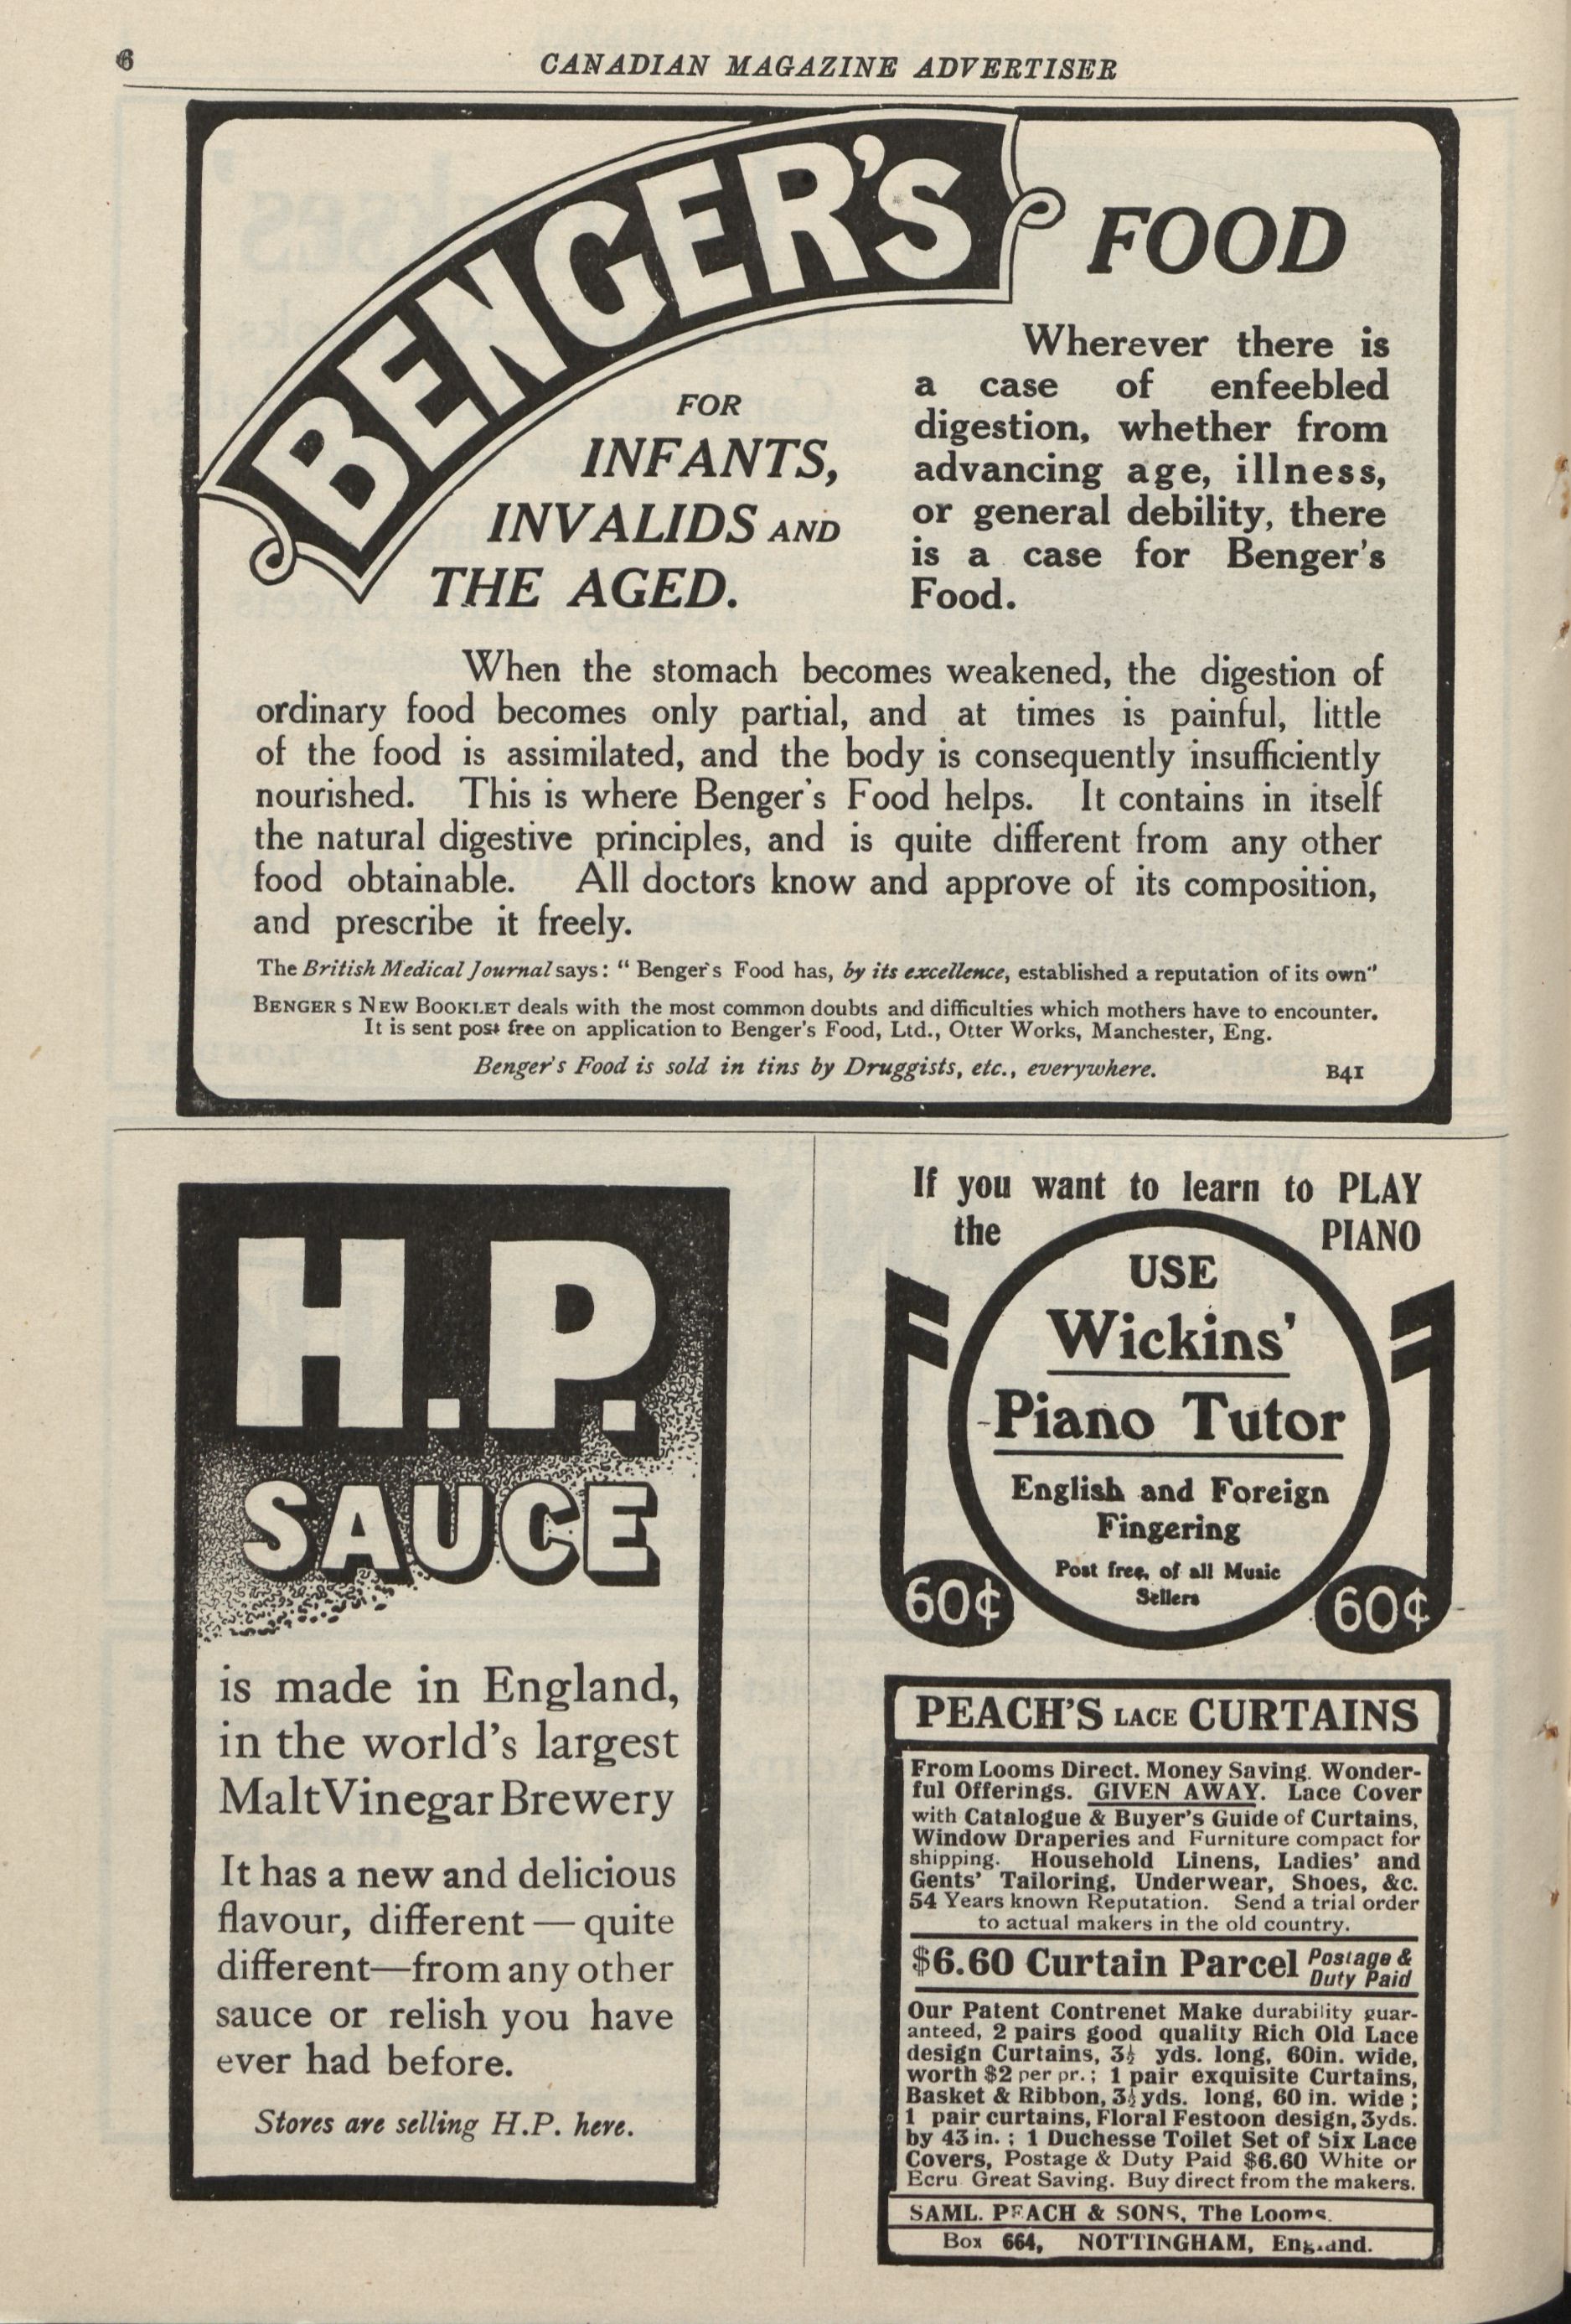 6
CANADIAN MAGAZINE ADVERTISER
BENGER'S
FOOD
FOR
INFANTS,
INVALIDS AND
THE AGED.
Wherever there is
a case of enfeebled
digestion, whether from
advancing age, illness,
or general debility, there
is a case for Benger's
Food.
When the stomach becomes weakened, the digestion of
ordinary food becomes only partial, and at times is painful, little
of the food is assimilated, and the body is consequently insufficiently
nourished. This is where Benger's Food helps. It contains in itself
the natural digestive principles, and is quite different from any other
food obtainable. All doctors know and approve of its composition,
and prescribe it freely.
The British Medical Journal says: "Benger's Food has, by its excellence, established a reputation of its own"
BENGER S NEW BOOKLET deals with the most common doubts and difficulties which mothers have to encounter.
It is sent post free on application to Benger's Food, Ltd., Otter Works, Manchester, Eng.
Benger's Food is sold in tins by Druggists, etc., everywhere.
B41
H.P.
SAUCE
is made in England,
in the world's largest
Malt Vinegar Brewery
It has a new and delicious
flavour, different — quite
different—from any other
sauce or relish you have
ever had before.
Stores are selling H.P. here.
If you want to learn to PLAY
the PIANO
USE
Wickins'
Piano Tutor
English and Foreign
Fingering
Post free, of all Music
Sellers
60¢
60¢
PEACH'S LACE CURTAINS
From Looms Direct. Money Saving. Wonder-
ful Offerings. GIVEN AWAY. Lace Cover
with Catalogue & Buyer's Guide of Curtains,
Window Draperies and Furniture compact for
shipping. Household Linens, Ladies' and
Gents' Tailoring, Underwear, Shoes, &c.
54 Years known Reputation. Send a trial order
to actual makers in the old country.
$6.60 Curtain Parcel Postage &
Duty Paid
Our Patent Contrenet Make durability guar-
anteed, 2 pairs good quality Rich Old Lace
design Curtains, 3½ yds. long, 60in. wide,
worth $2 per pr.; 1 pair exquisite Curtains,
Basket & Ribbon, 3½ yds. long, 60 in. wide;
1 pair curtains, Floral Festoon design, 3yds.
by 43 in.; 1 Duchesse Toilet Set of Six Lace
Covers, Postage & Duty Paid $6.60 White or
Ecru Great Saving. Buy direct from the makers.
SAML. PEACH & SONS, The Looms.
Box 664, NOTTINGHAM, England.